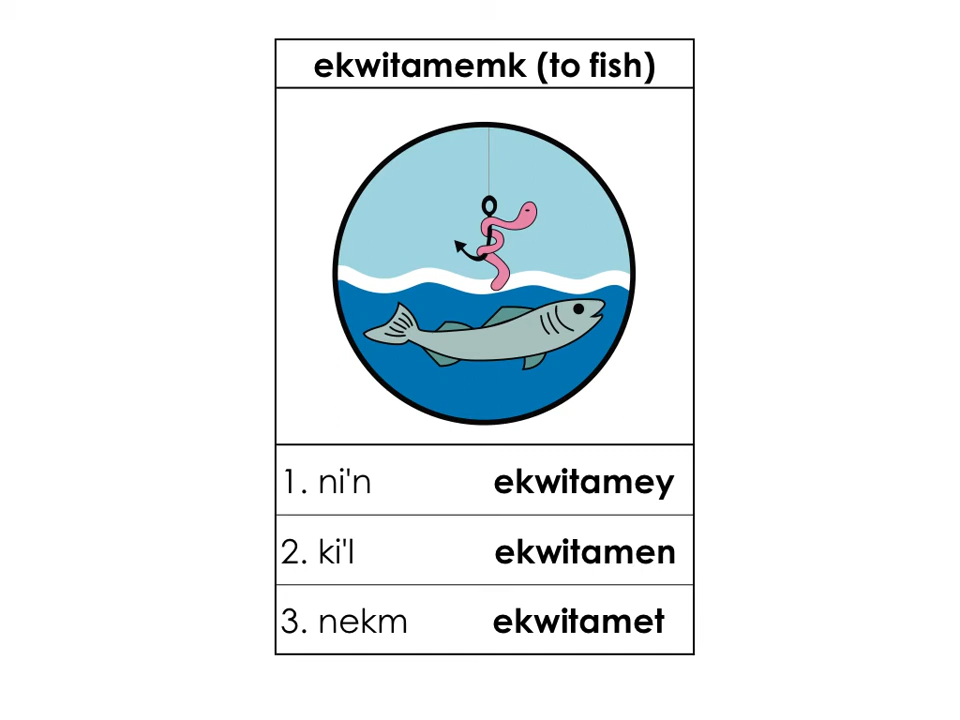 ekwitamemk (to fish)
1. ni'n ekwitamey
2. ki'l ekwitamen
3. nekm ekwitamet